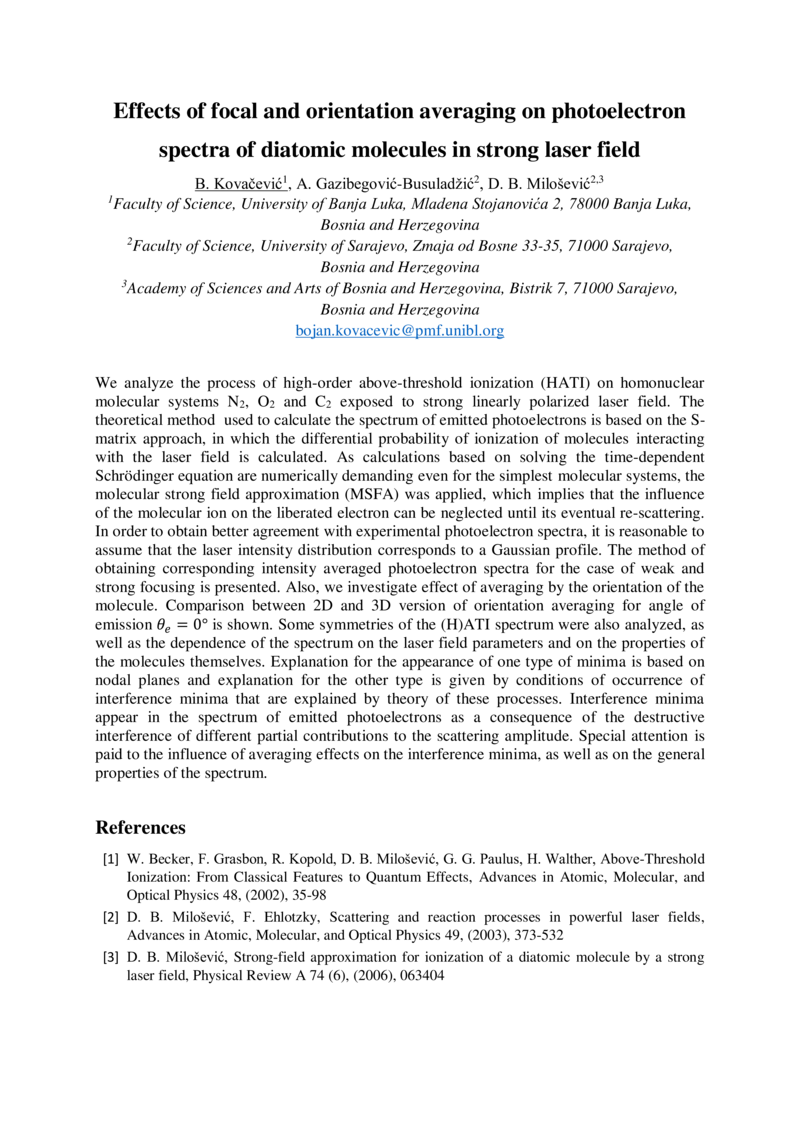 Effects of focal and orientation averaging on photoelectron
spectra of diatomic molecules in strong laser field
B. Kovačević¹, A. Gazibegović-Busuladžić², D. B. Milošević²,³
¹Faculty of Science, University of Banja Luka, Mladena Stojanovića 2, 78000 Banja Luka,
Bosnia and Herzegovina
²Faculty of Science, University of Sarajevo, Zmaja od Bosne 33-35, 71000 Sarajevo,
Bosnia and Herzegovina
³Academy of Sciences and Arts of Bosnia and Herzegovina, Bistrik 7, 71000 Sarajevo,
Bosnia and Herzegovina
bojan.kovacevic@pmf.unibl.org
We analyze the process of high-order above-threshold ionization (HATI) on homonuclear
molecular systems N₂, O₂ and C₂ exposed to strong linearly polarized laser field. The
theoretical method used to calculate the spectrum of emitted photoelectrons is based on the S-
matrix approach, in which the differential probability of ionization of molecules interacting
with the laser field is calculated. As calculations based on solving the time-dependent
Schrödinger equation are numerically demanding even for the simplest molecular systems, the
molecular strong field approximation (MSFA) was applied, which implies that the influence
of the molecular ion on the liberated electron can be neglected until its eventual re-scattering.
In order to obtain better agreement with experimental photoelectron spectra, it is reasonable to
assume that the laser intensity distribution corresponds to a Gaussian profile. The method of
obtaining corresponding intensity averaged photoelectron spectra for the case of weak and
strong focusing is presented. Also, we investigate effect of averaging by the orientation of the
molecule. Comparison between 2D and 3D version of orientation averaging for angle of
emission 𝜃ₑ = 0° is shown. Some symmetries of the (H)ATI spectrum were also analyzed, as
well as the dependence of the spectrum on the laser field parameters and on the properties of
the molecules themselves. Explanation for the appearance of one type of minima is based on
nodal planes and explanation for the other type is given by conditions of occurrence of
interference minima that are explained by theory of these processes. Interference minima
appear in the spectrum of emitted photoelectrons as a consequence of the destructive
interference of different partial contributions to the scattering amplitude. Special attention is
paid to the influence of averaging effects on the interference minima, as well as on the general
properties of the spectrum.
References
[1] W. Becker, F. Grasbon, R. Kopold, D. B. Milošević, G. G. Paulus, H. Walther, Above-Threshold
Ionization: From Classical Features to Quantum Effects, Advances in Atomic, Molecular, and
Optical Physics 48, (2002), 35-98
[2] D. B. Milošević, F. Ehlotzky, Scattering and reaction processes in powerful laser fields,
Advances in Atomic, Molecular, and Optical Physics 49, (2003), 373-532
[3] D. B. Milošević, Strong-field approximation for ionization of a diatomic molecule by a strong
laser field, Physical Review A 74 (6), (2006), 063404